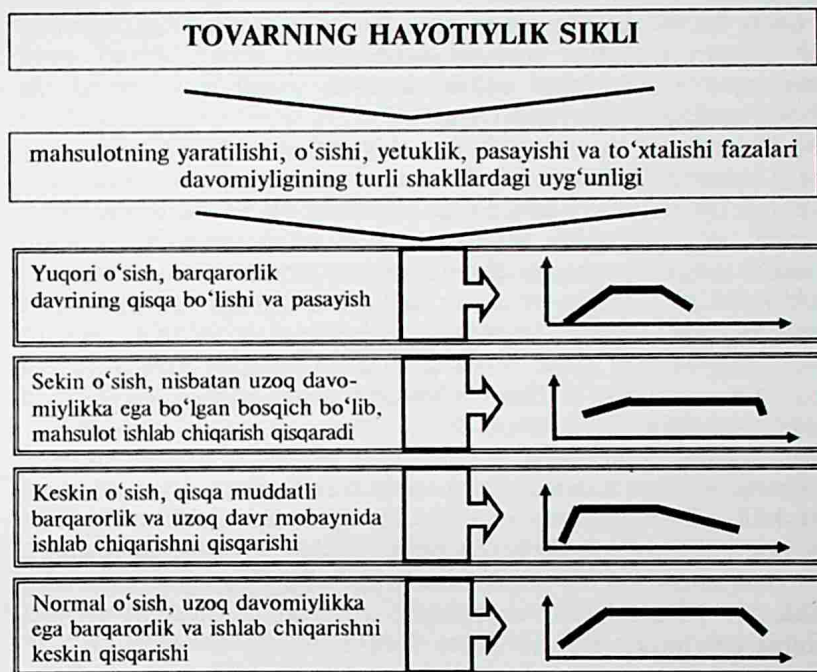 TOVARNING HAYOTIYLIK SIKLI
mahsulotning yaratilishi, o‘sishi, yetuklik, pasayishi va to‘xtalishi fazalari
davomiyligining turli shakllardagi uyg‘unligi
Yuqori o‘sish, barqarorlik
davrining qisqa bo‘lishi va pasayish
Sekin o‘sish, nisbatan uzoq davo-
miylikka ega bo‘lgan bosqich bo‘lib,
mahsulot ishlab chiqarish qisqaradi
Keskin o‘sish, qisqa muddatli
barqarorlik va uzoq davr mobaynida
ishlab chiqarishni qisqarishi
Normal o‘sish, uzoq davomiylikka
ega barqarorlik va ishlab chiqarishni
keskin qisqarishi